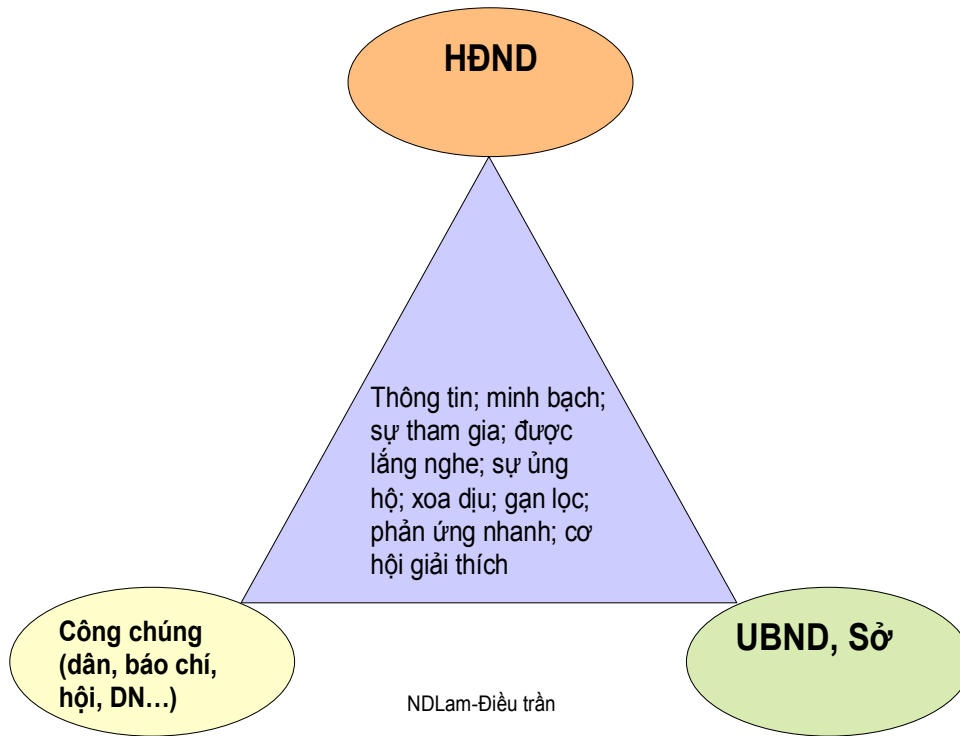 HĐND
Thông tin; minh bạch;
sự tham gia; được
lắng nghe; sự ủng
hộ; xoa dịu; gạn lọc;
phản ứng nhanh; cơ
hội giải thích
Công chúng
(dân, báo chí,
hội, DN...)
UBND, Sở
NDLam-Điều trần